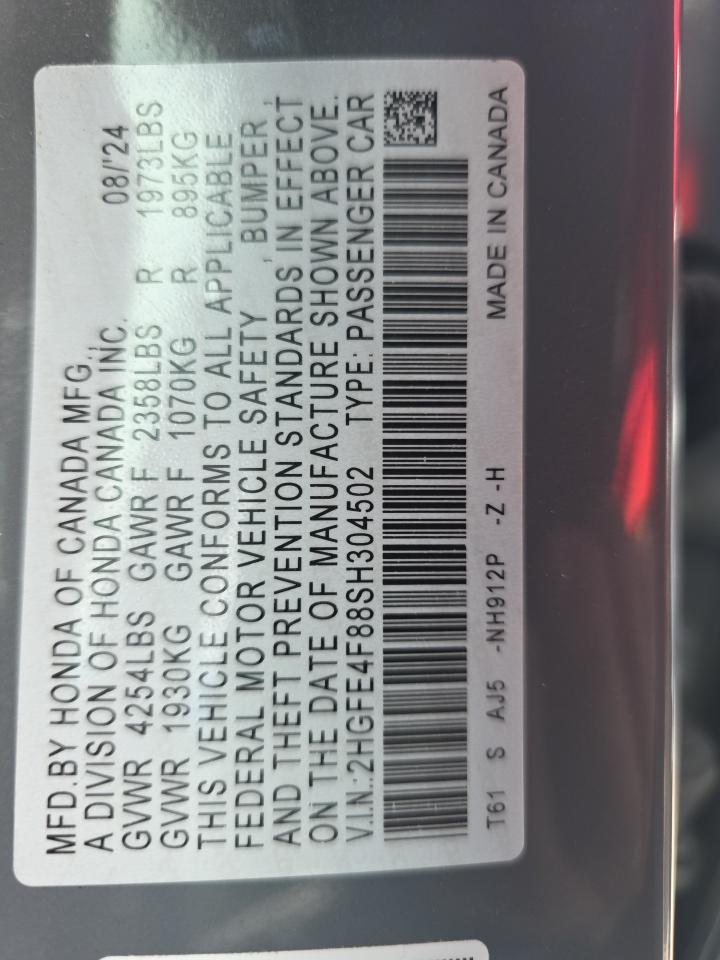 MFD.BY HONDA OF CANADA MFG.,
A DIVISION OF HONDA CANADA INC. 08/'24
GVWR 4254LBS GAWR F 2358LBS R 1973LBS
GVWR 1930KG GAWR F 1070KG R 895KG
THIS VEHICLE CONFORMS TO ALL APPLICABLE
FEDERAL MOTOR VEHICLE SAFETY , BUMPER ,
AND THEFT PREVENTION STANDARDS IN EFFECT
ON THE DATE OF MANUFACTURE SHOWN ABOVE.
V.I.N.:2HGFE4F88SH304502 TYPE: PASSENGER CAR
T61 S AJ5 -NH912P -Z -H MADE IN CANADA